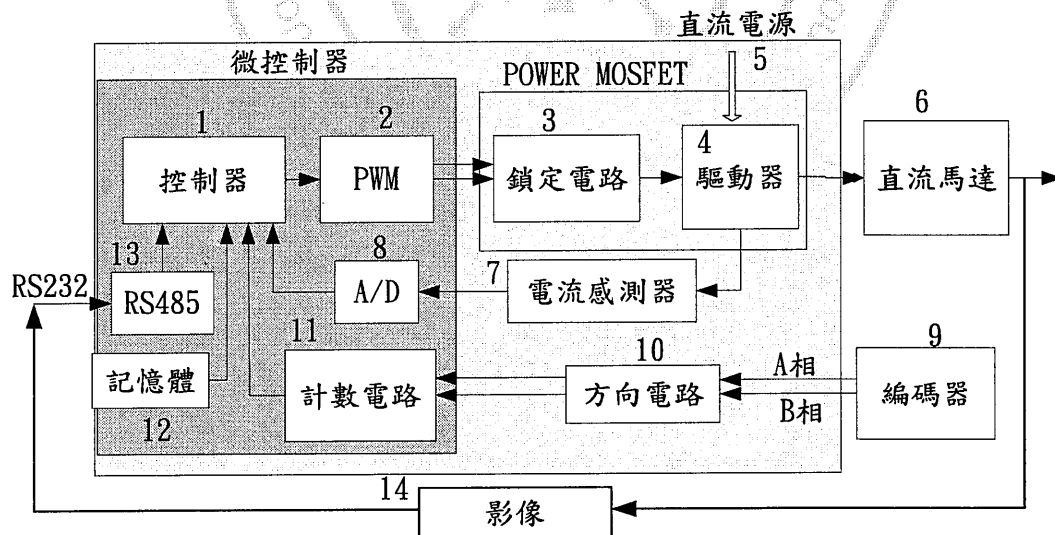 直流電源
5
微控制器
POWER MOSFET
6
1
2
3
4
控制器
PWM
鎖定電路
驅動器
直流馬達
13
8
7
RS232
RS485
A/D
電流感測器
11
10
9
記憶體
計數電路
方向電路
A相
B相
編碼器
12
14
影像